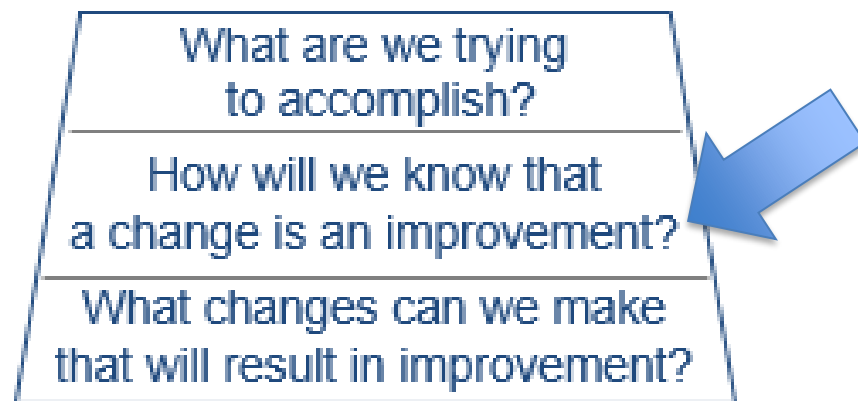 What are we trying
to accomplish?
How will we know that
a change is an improvement?
What changes can we make
that will result in improvement?